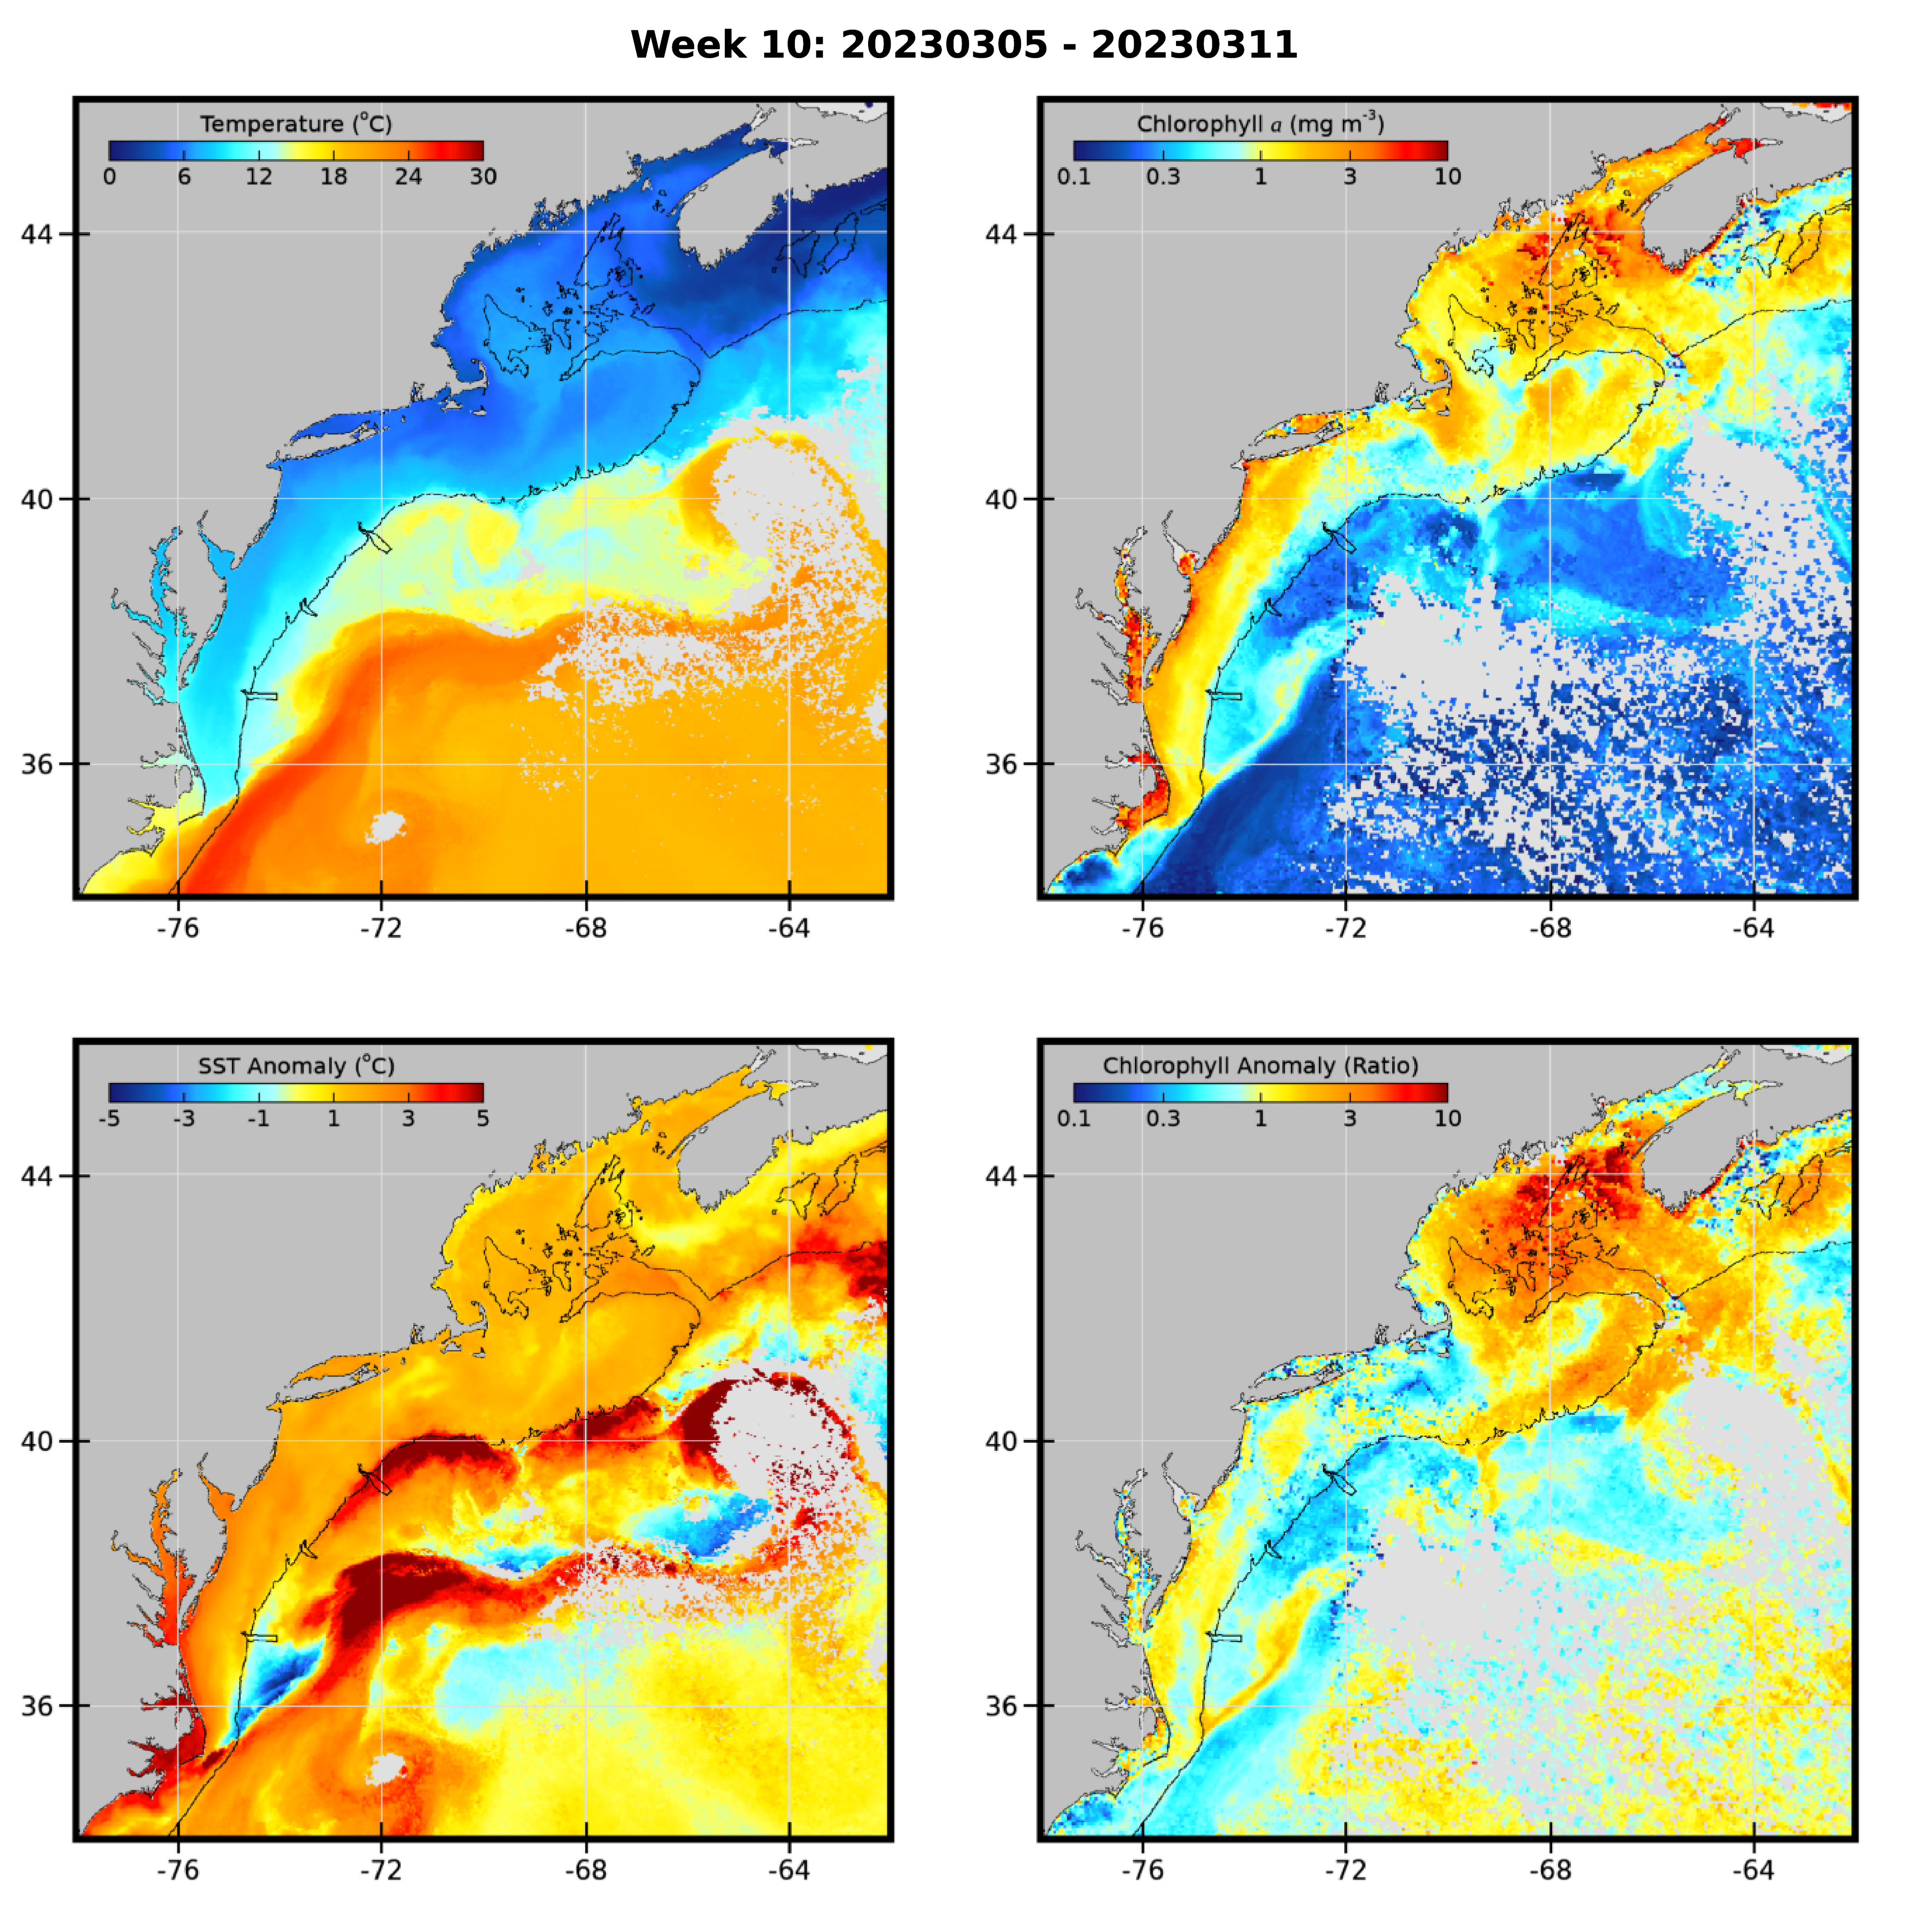 Week 10: 20230305 - 20230311
Temperature (°C)
0 6 12 18 24 30
44
40
36
-76 -72 -68 -64
Chlorophyll a (mg m⁻³)
0.1 0.3 1 3 10
44
40
36
-76 -72 -68 -64
SST Anomaly (°C)
-5 -3 -1 1 3 5
44
40
36
-76 -72 -68 -64
Chlorophyll Anomaly (Ratio)
0.1 0.3 1 3 10
44
40
36
-76 -72 -68 -64